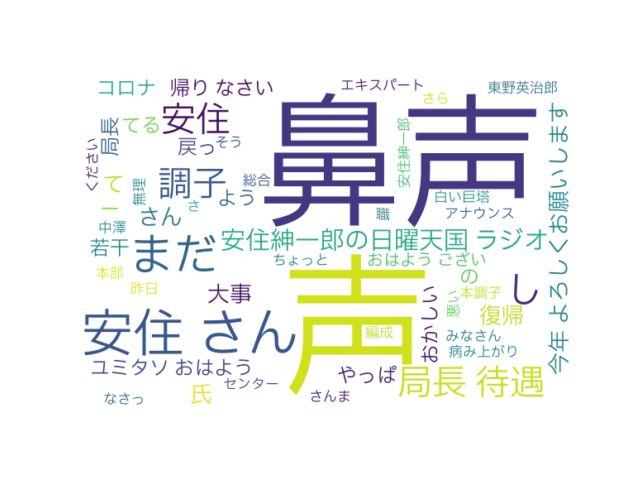 コロナ
帰り なさい
エキスパート
東野英治郎
さら
鼻声
安住
局長
てる
戻っ
そう
ください
無理
総合
安住紳一郎
今年 よろしくお願いします
調子
よう
さ
て
ー
さん
職
白い巨塔
アナウンス
中澤
若干
まだ
安住紳一郎の日曜天国 ラジオ
ちょっと
おはよう ござい
の
し
本部
昨日
大事
声
おかしい
っ
悪
本調子
復帰
安住 さん
編成
みなさん
病み上がり
ユミタソ おはよう
センター
やっぱ
局長 待遇
なさっ
氏
さんま